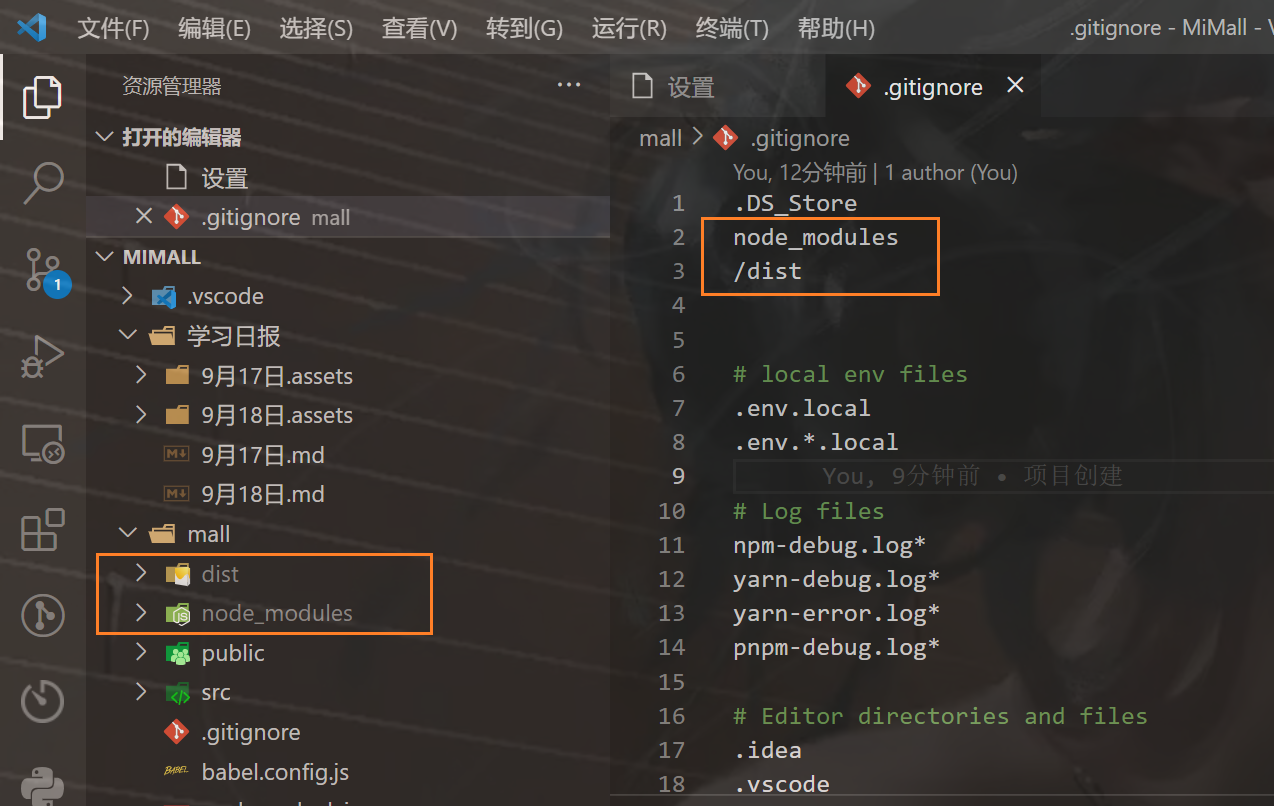 文件(F) 编辑(E) 选择(S) 查看(V) 转到(G) 运行(R) 终端(T) 帮助(H) .gitignore - MiMall -
资源管理器
打开的编辑器
设置
.gitignore mall
MIMALL
.vscode
学习日报
9月17日.assets
9月18日.assets
9月17日.md
9月18日.md
mall
dist
node_modules
public
src
.gitignore
babel.config.js
1
设置
.gitignore
mall > .gitignore
You, 12分钟前 | 1 author (You)
1 .DS_Store
2 node_modules
3 /dist
4
5
6 # local env files
7 .env.local
8 .env.*.local
9 You, 9分钟前 • 项目创建
10 # Log files
11 npm-debug.log*
12 yarn-debug.log*
13 yarn-error.log*
14 pnpm-debug.log*
15
16 # Editor directories and files
17 .idea
18 .vscode